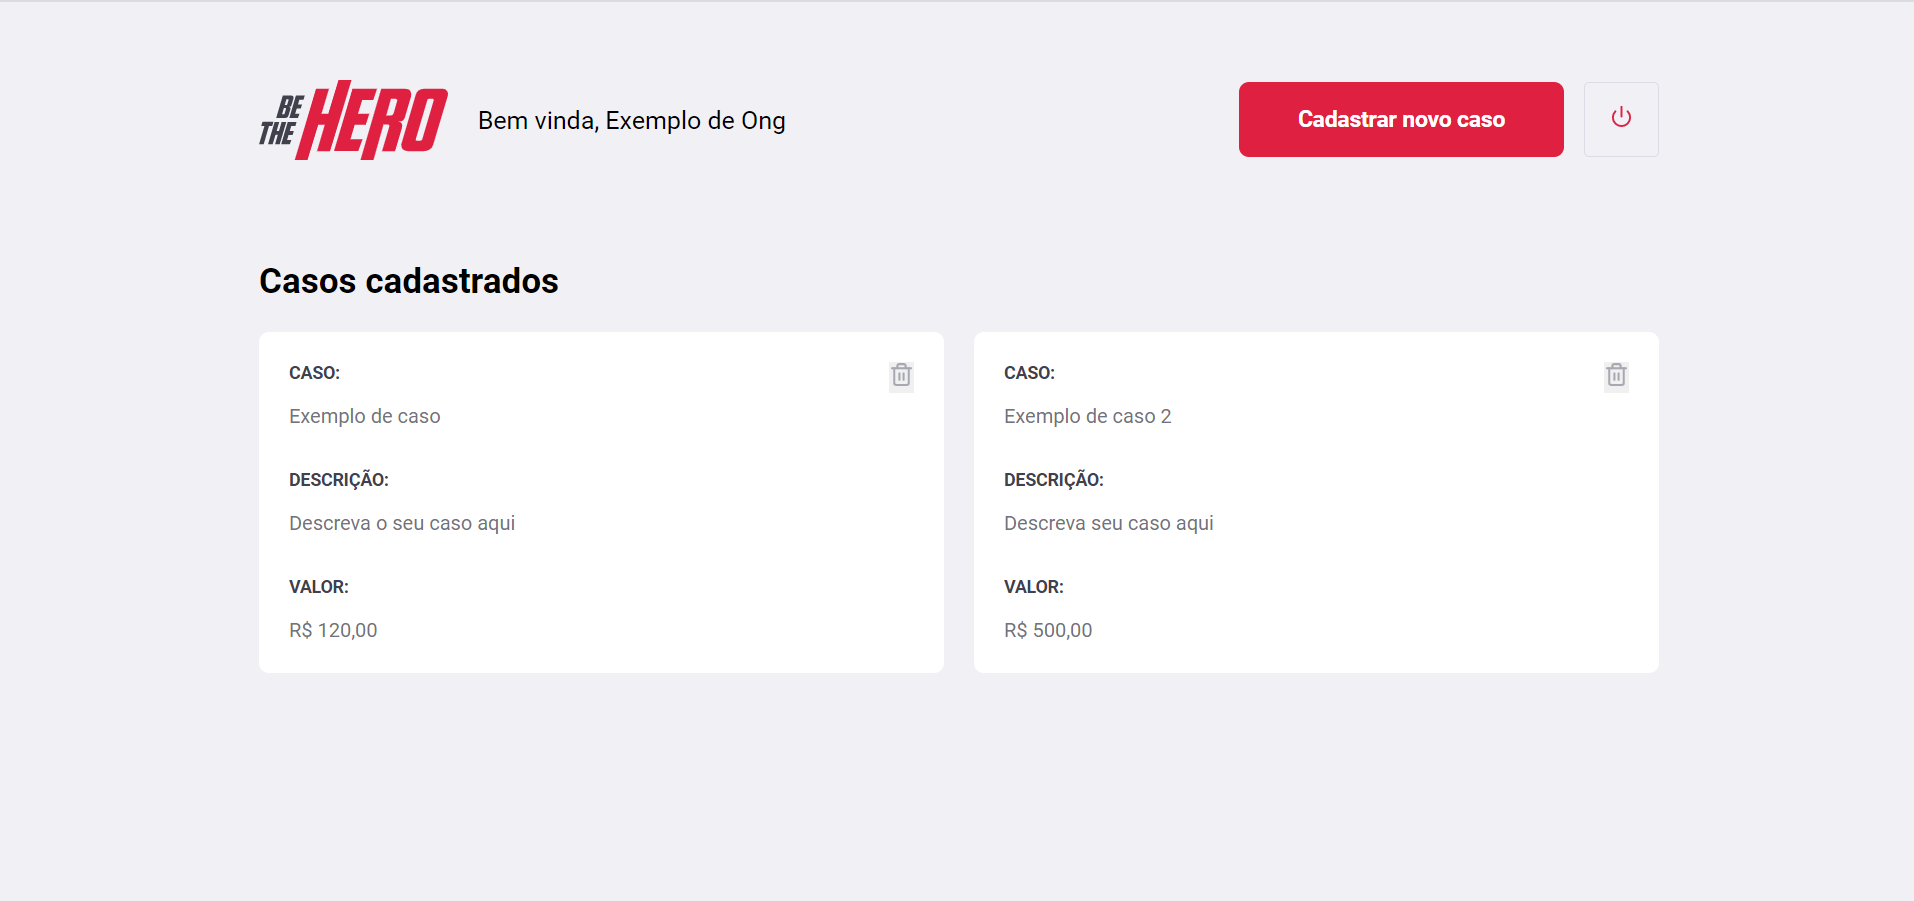 BE THE HERO
Bem vinda, Exemplo de Ong
Cadastrar novo caso
Casos cadastrados
CASO:
Exemplo de caso
DESCRIÇÃO:
Descreva o seu caso aqui
VALOR:
R$ 120,00
CASO:
Exemplo de caso 2
DESCRIÇÃO:
Descreva seu caso aqui
VALOR:
R$ 500,00